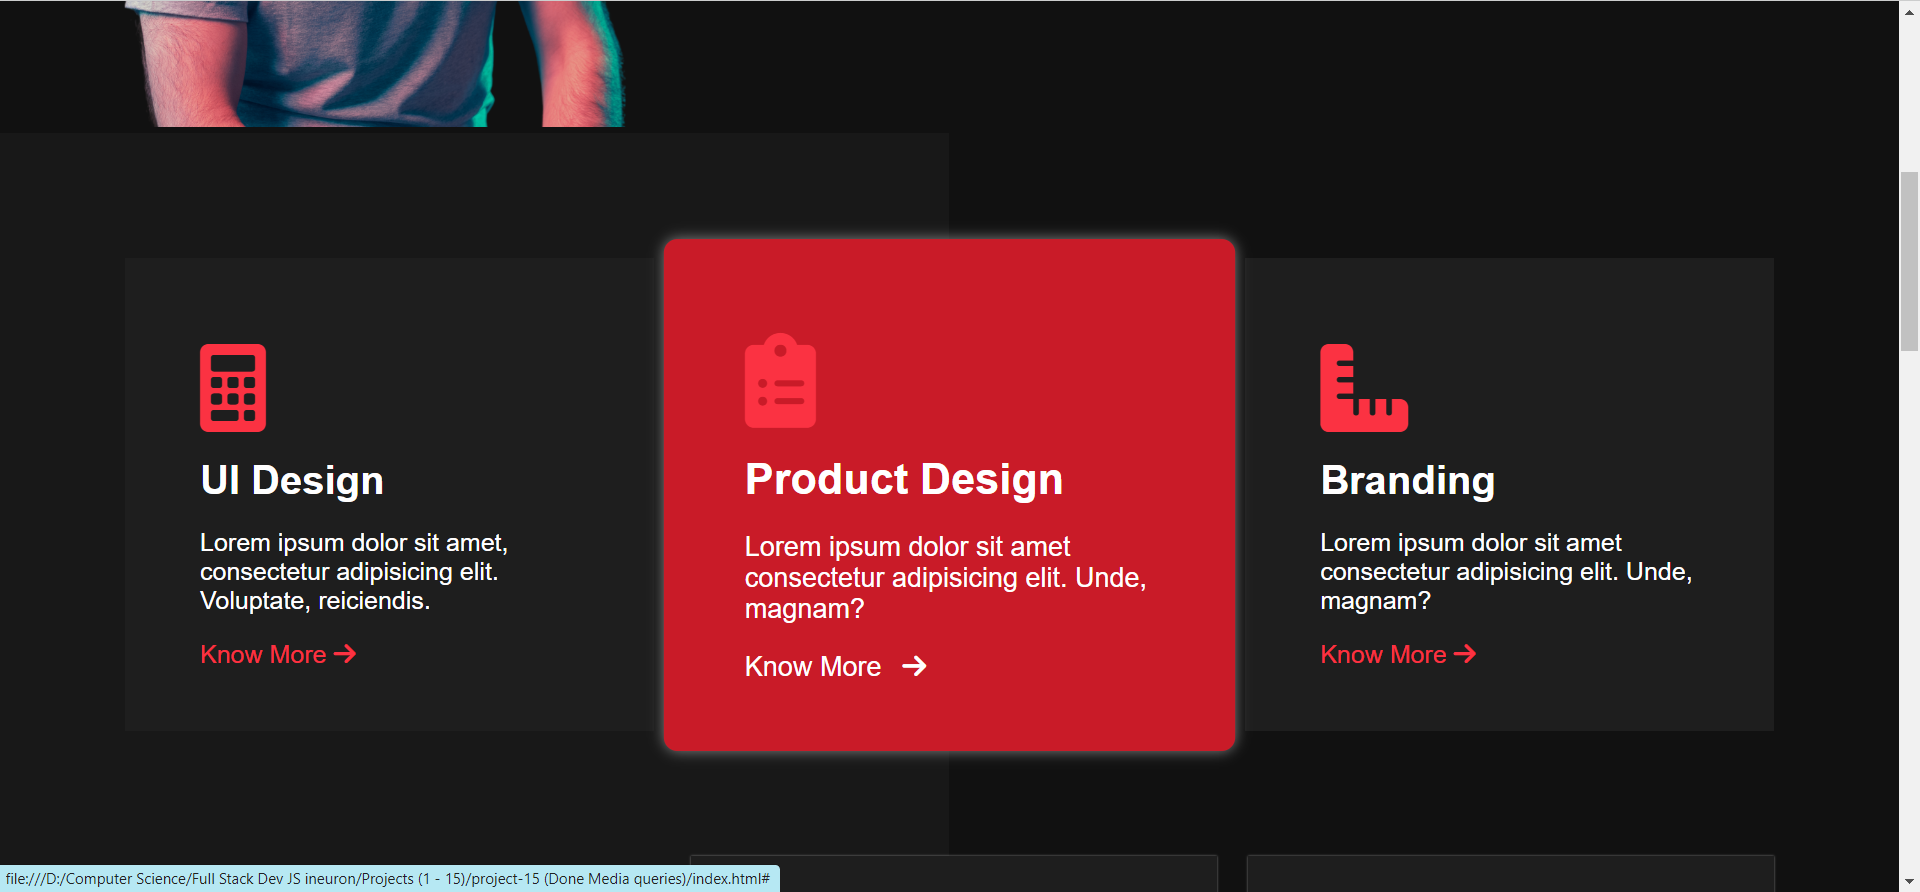 UI Design
Lorem ipsum dolor sit amet,
consectetur adipisicing elit.
Voluptate, reiciendis.
Know More
Product Design
Lorem ipsum dolor sit amet
consectetur adipisicing elit. Unde,
magnam?
Know More
Branding
Lorem ipsum dolor sit amet
consectetur adipisicing elit. Unde,
magnam?
Know More
file:///D:/Computer Science/Full Stack Dev JS ineuron/Projects (1 - 15)/project-15 (Done Media queries)/index.html#